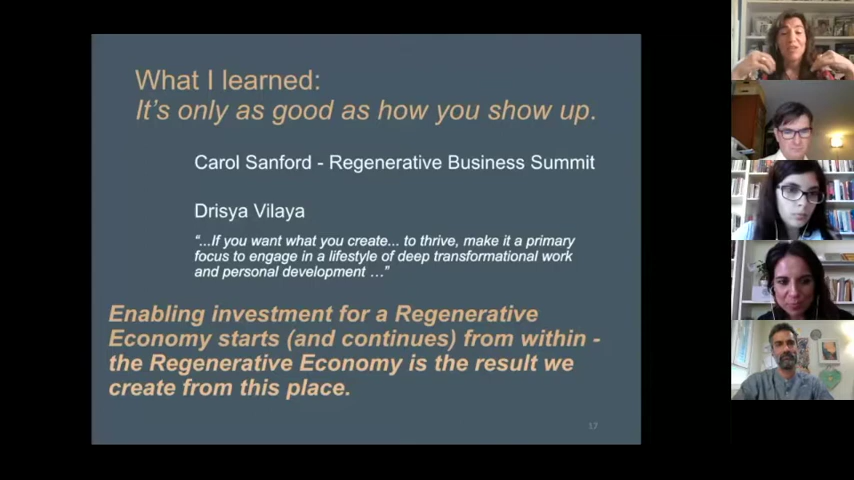 What I learned:
It's only as good as how you show up.
Carol Sanford - Regenerative Business Summit
Drisya Vilaya
“...If you want what you create... to thrive, make it a primary
focus to engage in a lifestyle of deep transformational work
and personal development …”
Enabling investment for a Regenerative
Economy starts (and continues) from within -
the Regenerative Economy is the result we
create from this place.
17